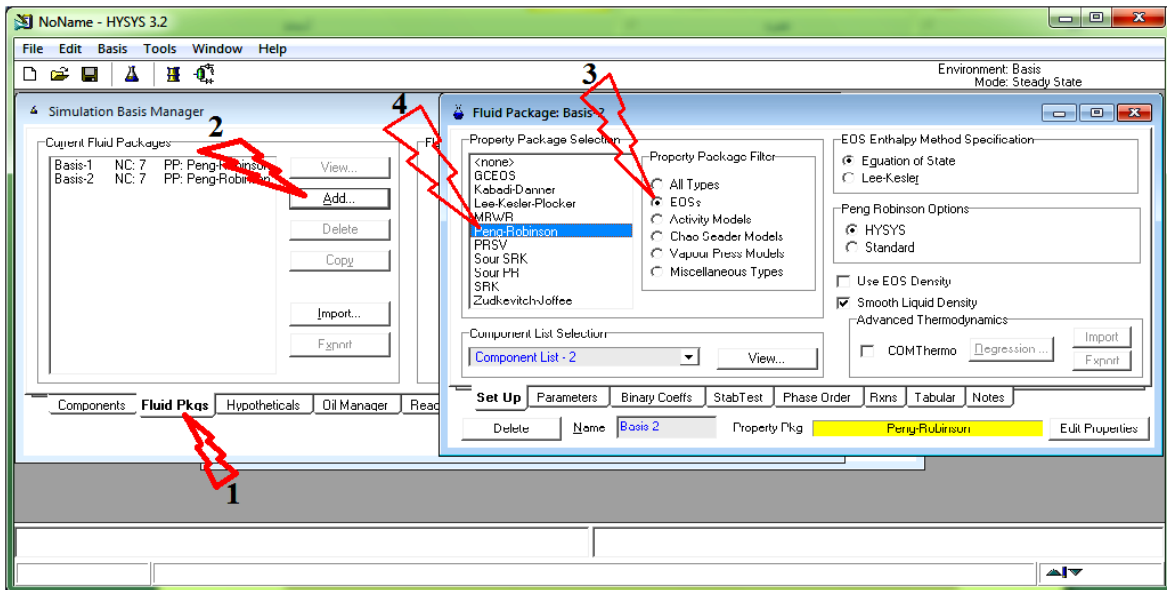 NoName - HYSYS 3.2
File Edit Basis Tools Window Help
Environment: Basis
Mode: Steady State
3
4
Simulation Basis Manager
2
Current Fluid Packages
Fl
Basis-1 NC: 7 PP: Peng-Robinson
Basis-2 NC: 7 PP: Peng-Robinson
View...
Add...
Delete
Copy
Import...
Export
Components Fluid Pkgs Hypotheticals Oil Manager Reac
1
Fluid Package: Basis-2
Property Package Selection
<none>
GCEOS
Kabadi-Danner
Lee-Kesler-Plocker
MBWR
Peng-Robinson
PRSV
Sour SRK
Sour PR
SRK
Zudkevitch-Joffee
Property Package Filter
All Types
EOSs
Activity Models
Chao Seader Models
Vapour Press Models
Miscellaneous Types
EOS Enthalpy Method Specification
Equation of State
Lee-Kesler
Peng Robinson Options
HYSYS
Standard
Use EOS Density
Smooth Liquid Density
Advanced Thermodynamics
COMThermo
Regression ...
Import
Export
Component List Selection
Component List - 2
View...
Set Up Parameters Binary Coeffs StabTest Phase Order Rxns Tabular Notes
Delete Name Basis 2 Property Pkg Peng-Robinson Edit Properties